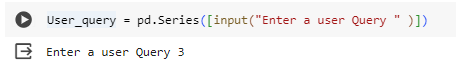 User_query = pd.Series([input("Enter a user Query " )])
Enter a user Query 3